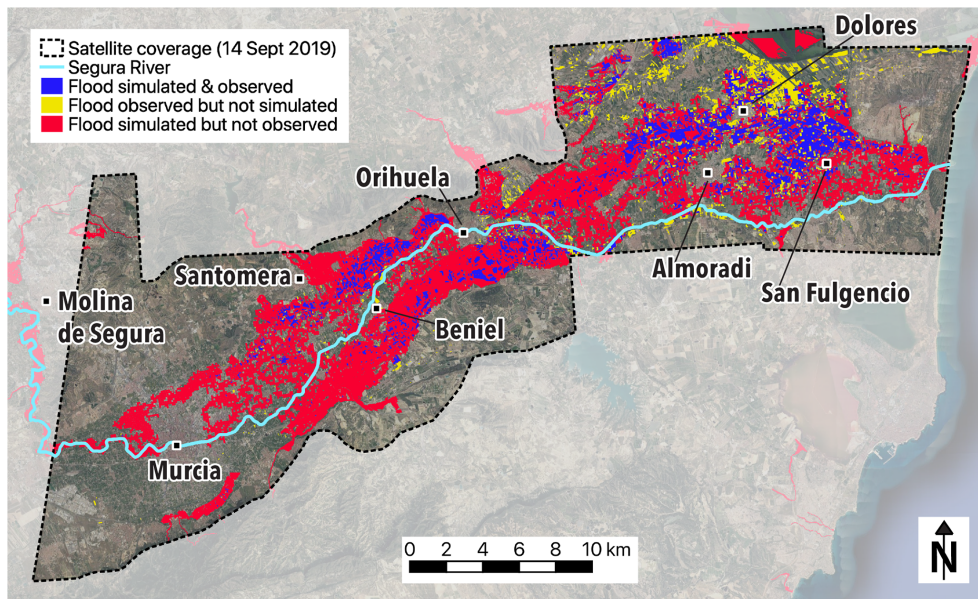 Satellite coverage (14 Sept 2019)
Segura River
Flood simulated & observed
Flood observed but not simulated
Flood simulated but not observed
Dolores
Orihuela
Almoradi
San Fulgencio
Santomera
Molina
de Segura
Beniel
Murcia
0 2 4 6 8 10 km
N